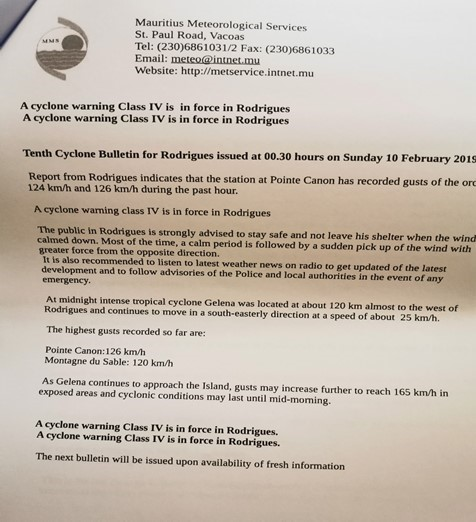 MMS
Mauritius Meteorological Services
St. Paul Road, Vacoas
Tel: (230)6861031/2 Fax: (230)6861033
Email: meteo@intnet.mu
Website: http://metservice.intnet.mu
A cyclone warning Class IV is in force in Rodrigues
A cyclone warning Class IV is in force in Rodrigues
Tenth Cyclone Bulletin for Rodrigues issued at 00.30 hours on Sunday 10 February 2019
Report from Rodrigues indicates that the station at Pointe Canon has recorded gusts of the
124 km/h and 126 km/h during the past hour.
A cyclone warning class IV is in force in Rodrigues
The public in Rodrigues is strongly advised to stay safe and not leave his shelter when the wind
calmed down. Most of the time, a calm period is followed by a sudden pick up of the wind with
greater force from the opposite direction.
It is also recommended to listen to latest weather news on radio to get updated of the latest
development and to follow advisories of the Police and local authorities in the event of any
emergency.
At midnight intense tropical cyclone Gelena was located at about 120 km almost to the west of
Rodrigues and continues to move in a south-easterly direction at a speed of about 25 km/h.
The highest gusts recorded so far are:
Pointe Canon:126 km/h
Montagne du Sable: 120 km/h
As Gelena continues to approach the Island, gusts may increase further to reach 165 km/h in
exposed areas and cyclonic conditions may last until mid-morning.
A cyclone warning Class IV is in force in Rodrigues.
A cyclone warning Class IV is in force in Rodrigues.
The next bulletin will be issued upon availability of fresh information